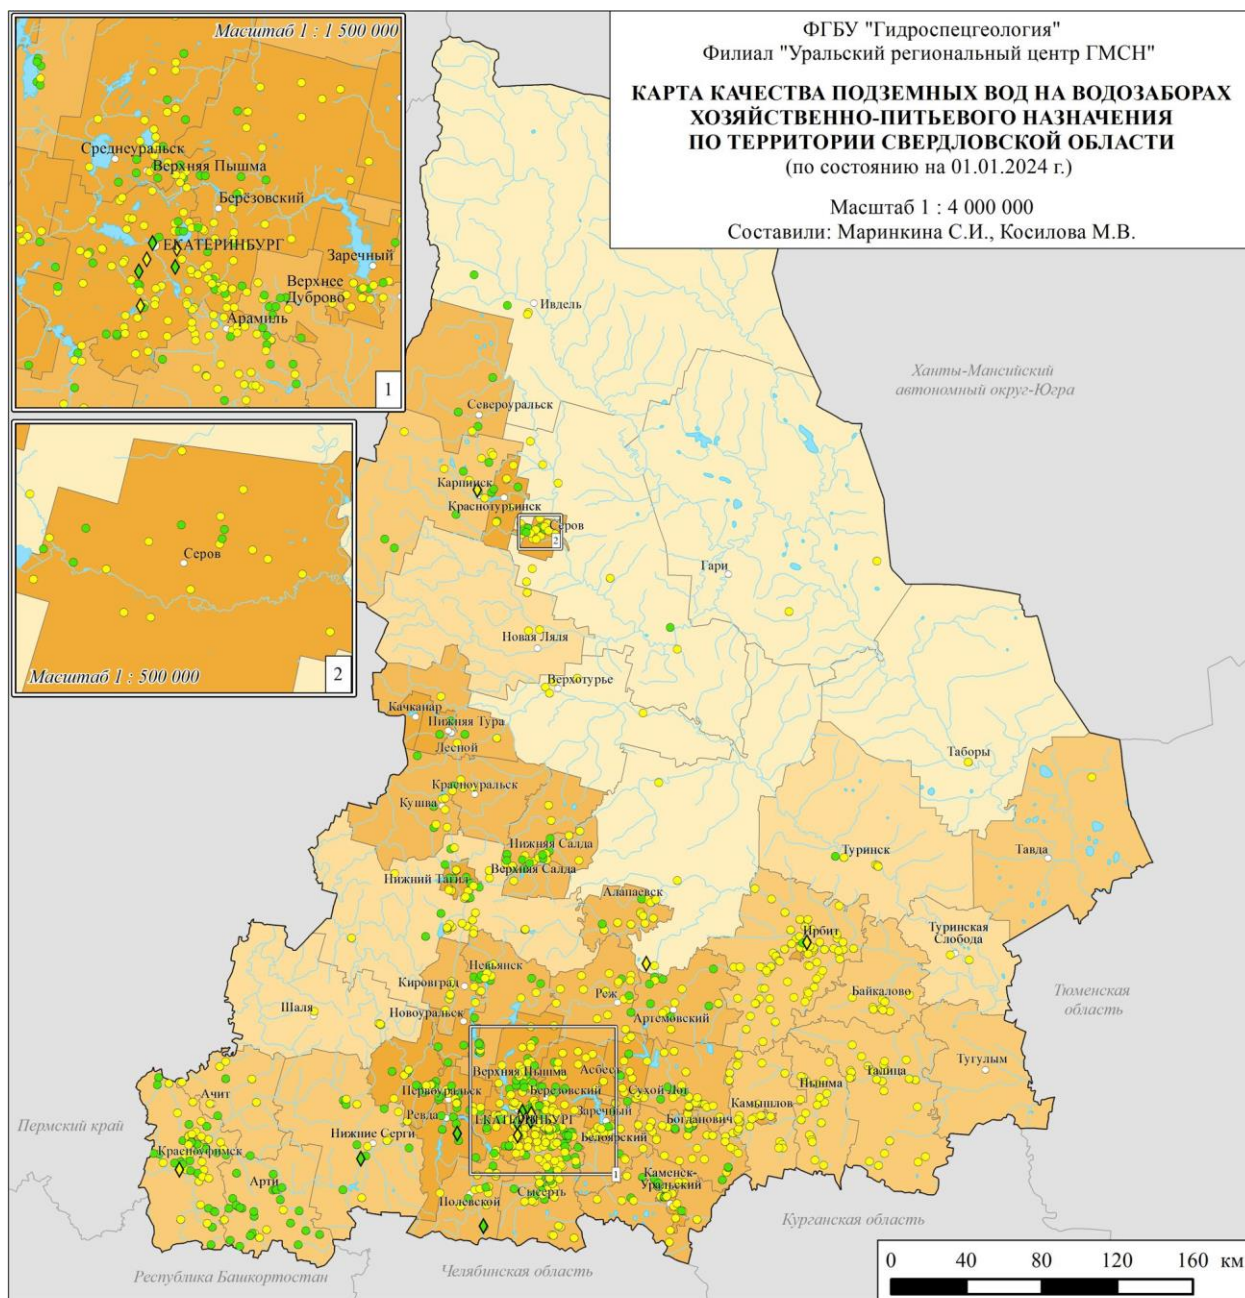 ФГБУ "Гидроспецгеология"
Филиал "Уральский региональный центр ГМСН"
КАРТА КАЧЕСТВА ПОДЗЕМНЫХ ВОД НА ВОДОЗАБОРАХ
ХОЗЯЙСТВЕННО-ПИТЬЕВОГО НАЗНАЧЕНИЯ
ПО ТЕРРИТОРИИ СВЕРДЛОВСКОЙ ОБЛАСТИ
(по состоянию на 01.01.2024 г.)
Масштаб 1 : 4 000 000
Составили: Маринкина С.И., Косилова М.В.
Масштаб 1 : 1 500 000
Среднеуральск
Верхняя Пышма
Берёзовский
ЕКАТЕРИНБУРГ
Заречный
Верхнее
Дуброво
Арамиль
1
Серов
Масштаб 1 : 500 000
2
Ивдель
Ханты-Мансийский
автономный округ-Югра
Североуральск
Карпинск
Краснотурьинск
Серов
2
Гари
Новая Ляля
Верхотурье
Качканар
Нижняя Тура
Лесной
Таборы
Красноуральск
Кушва
Нижняя Салда
Верхняя Салда
Туринск
Тавда
Нижний Тагил
Алапаевск
Ирбит
Туринская
Слобода
Невьянск
Кировград
Реж
Байкалово
Тюменская
область
Шаля
Новоуральск
Артемовский
Тугулым
Верхняя Пышма
Асбест
Первоуральск
Березовский
Сухой Лог
Пышма
Талица
Ачит
Ревда
ЕКАТЕРИНБУРГ
Заречный
Богданович
Камышлов
Пермский край
Нижние Серги
Белоярский
Красноуфимск
Арти
Каменск-
Уральский
Полевской
Сысерть
1
Курганская область
Республика Башкортостан
Челябинская область
0 40 80 120 160 км